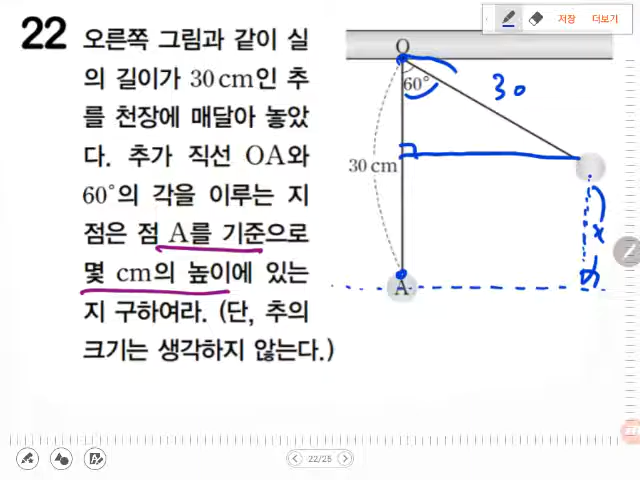 저장 더보기
22 오른쪽 그림과 같이 실
의 길이가 30 cm인 추
를 천장에 매달아 놓았
다. 추가 직선 OA와
60°의 각을 이루는 지
점은 점 A를 기준으로
몇 cm의 높이에 있는
지 구하여라. (단, 추의
크기는 생각하지 않는다.)
O
60°
30
30 cm
x
A
22/25